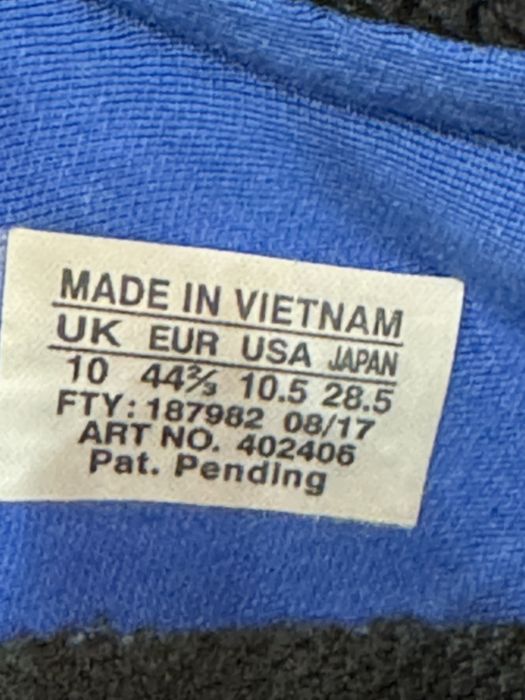 MADE IN VIETNAM
UK EUR USA JAPAN
10 44⅔ 10.5 28.5
FTY: 187982 08/17
ART NO. 402406
Pat. Pending